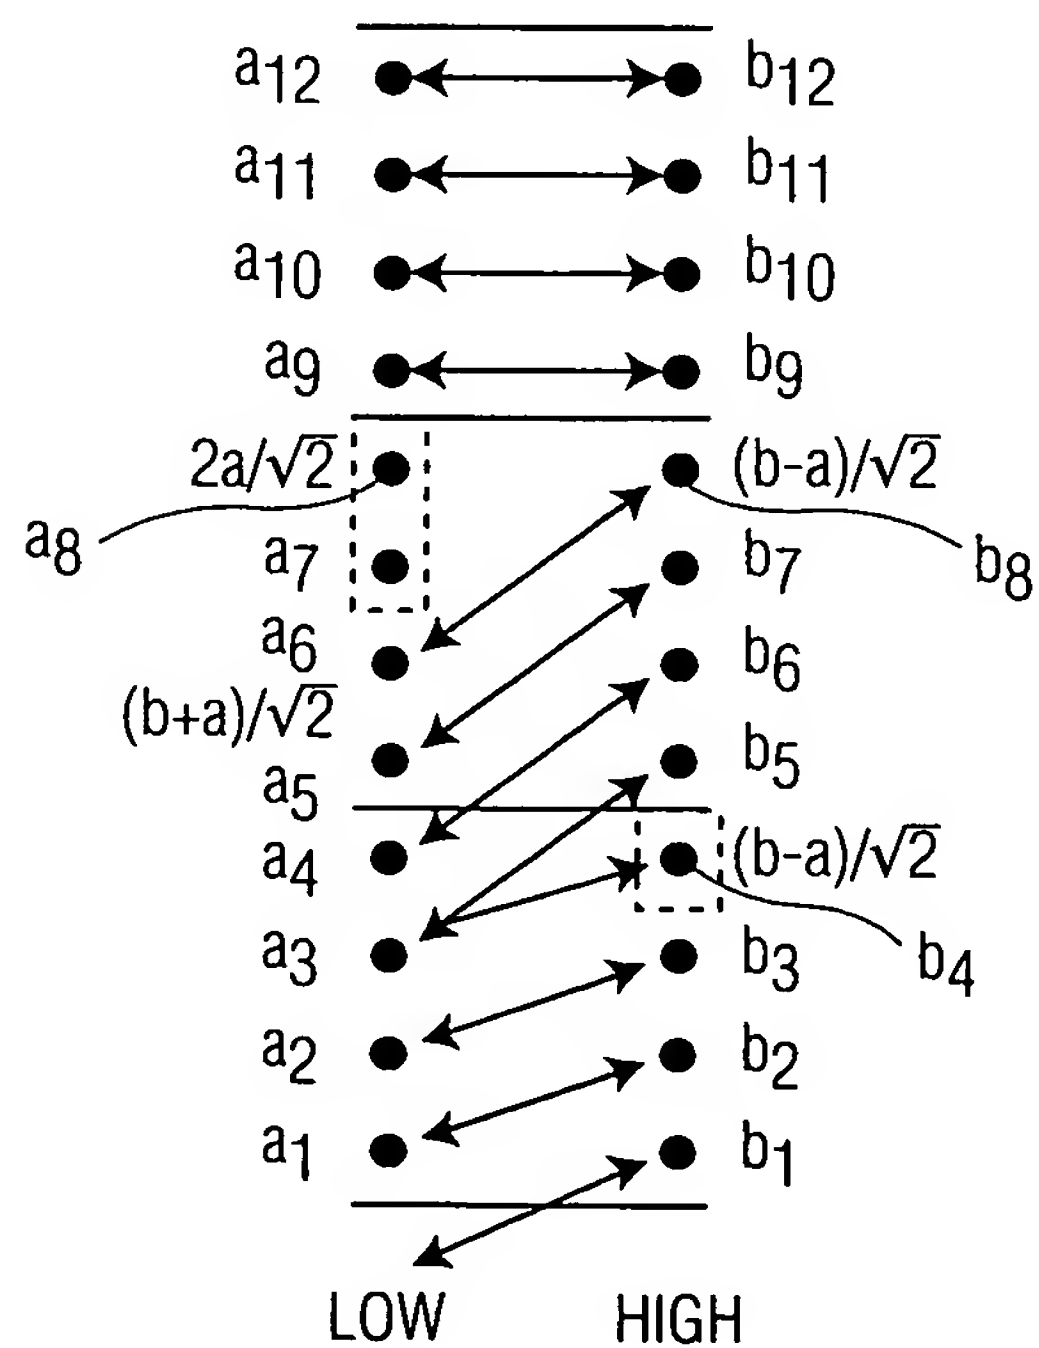 a12 b12
a11 b11
a10 b10
a9 b9
2a/√2 (b-a)/√2
a8 a7 b7 b8
a6 b6
(b+a)/√2
a5 b5
a4 (b-a)/√2
a3 b3 b4
a2 b2
a1 b1
LOW HIGH